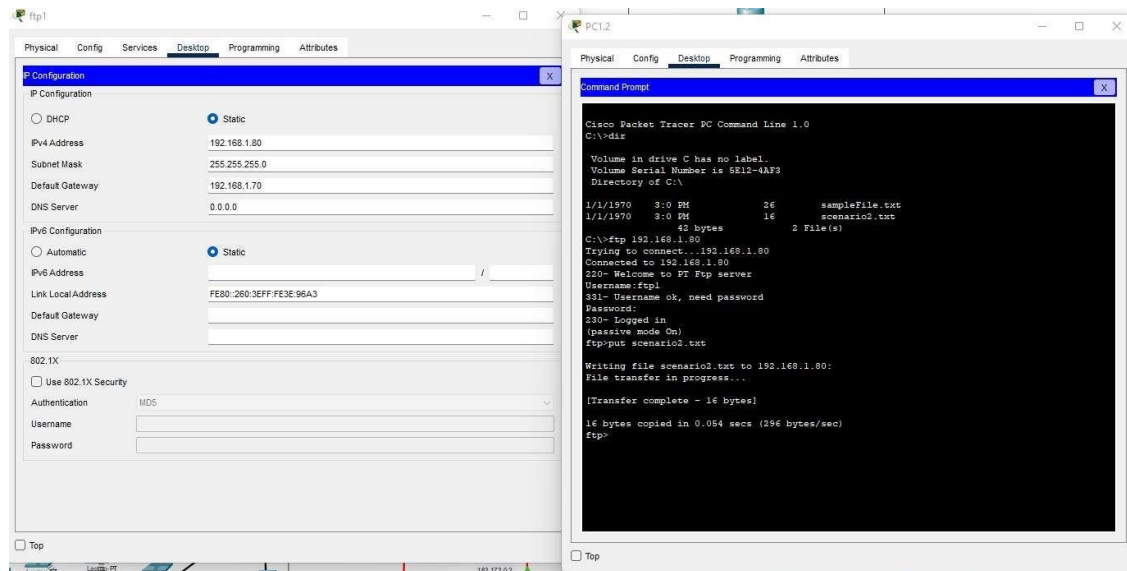 ftp1
Physical Config Services Desktop Programming Attributes
IP Configuration X
IP Configuration
DHCP Static
IPv4 Address 192.168.1.80
Subnet Mask 255.255.255.0
Default Gateway 192.168.1.70
DNS Server 0.0.0.0
IPv6 Configuration
Automatic Static
IPv6 Address /
Link Local Address FE80::260:3EFF:FE3E:96A3
Default Gateway
DNS Server
802.1X
Use 802.1X Security
Authentication MD5
Username
Password
Top
PC1.2
Physical Config Desktop Programming Attributes
Command Prompt X
Cisco Packet Tracer PC Command Line 1.0
C:\>dir
Volume in drive C has no label.
Volume Serial Number is 5E12-4AF3
Directory of C:\
1/1/1970 3:0 PM 26 sampleFile.txt
1/1/1970 3:0 PM 16 scenario2.txt
42 bytes 2 File(s)
C:\>ftp 192.168.1.80
Trying to connect...192.168.1.80
Connected to 192.168.1.80
220- Welcome to PT Ftp server
Username:ftp1
331- Username ok, need password
Password:
230- Logged in
(passive mode On)
ftp>put scenario2.txt
Writing file scenario2.txt to 192.168.1.80:
File transfer in progress...
[Transfer complete - 16 bytes]
16 bytes copied in 0.054 secs (296 bytes/sec)
ftp>
Top